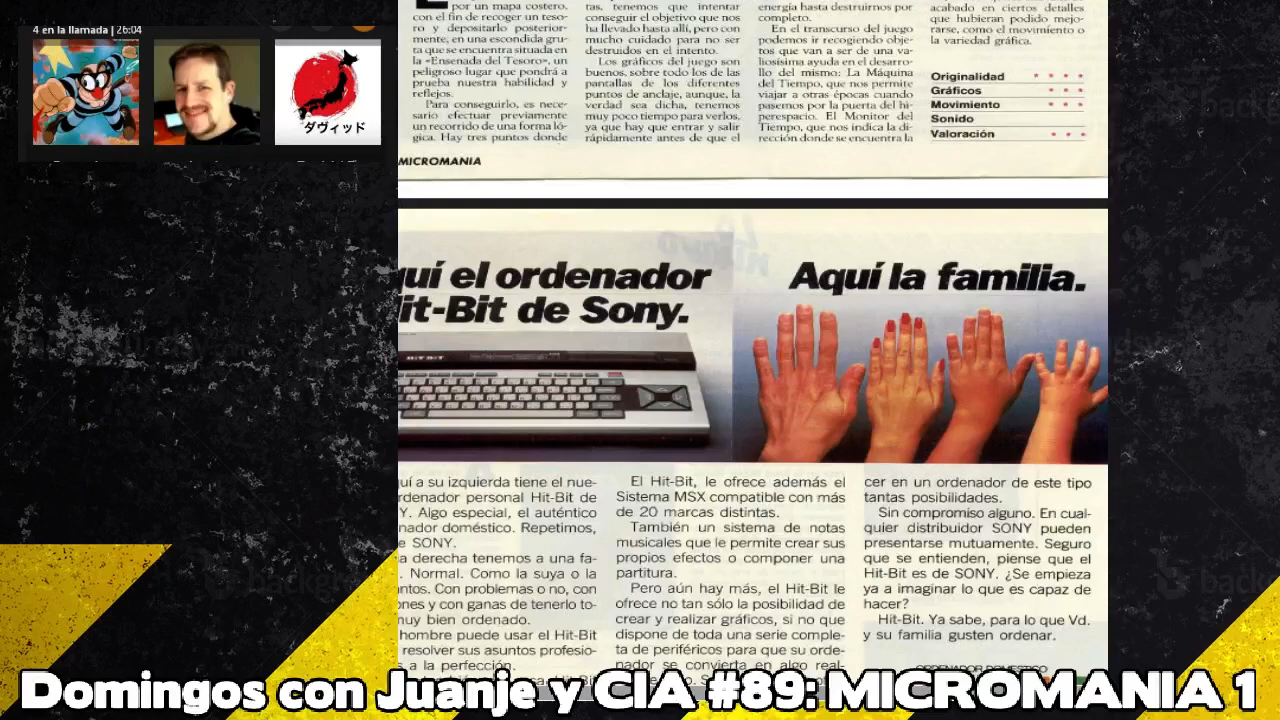 4 en la llamada | 26:04
ダヴィッド
por un mapa costero,
con el fin de recoger un teso-
ro y depositarlo posterior-
mente, en una escondida gru-
ta que se encuentra situada en
la «Ensenada del Tesoro», un
peligroso lugar que pondrá a
prueba nuestra habilidad y
reflejos.
Para conseguirlo, es nece-
sario efectuar previamente
un recorrido de una forma ló-
gica. Hay tres puntos donde
tas, tenemos que intentar
conseguir el objetivo que nos
ha llevado hasta allí, pero con
mucho cuidado para no ser
destruidos en el intento.
Los gráficos del juego son
buenos, sobre todo los de las
pantallas de los diferentes
puntos de anclaje, aunque, la
verdad sea dicha, tenemos
muy poco tiempo para verlos,
ya que hay que entrar y salir
rápidamente antes de que el
energía hasta destruirnos por
completo.
En el transcurso del juego
podemos ir recogiendo obje-
tos que van a ser de una va-
liosísima ayuda en el desarro-
llo del mismo: La Máquina
del Tiempo, que nos permite
viajar a otras épocas cuando
pasemos por la puerta del hi-
perespacio. El Monitor del
Tiempo, que nos indica la di-
rección donde se encuentra la
acabado en ciertos detalles
que hubieran podido mejo-
rarse, como el movimiento o
la variedad gráfica.
Originalidad * * * *
Gráficos * * *
Movimiento * * *
Sonido
Valoración * * *
MICROMANIA
quí el ordenador
it-Bit de Sony.
Aquí la familia.
HIT BIT
quí a su izquierda tiene el nue-
rdenador personal Hit-Bit de
Y. Algo especial, el auténtico
nador doméstico. Repetimos,
e SONY.
a derecha tenemos a una fa-
. Normal. Como la suya o la
ntos. Con problemas o no, con
ones y con ganas de tenerlo to-
muy bien ordenado.
hombre puede usar el Hit-Bit
resolver sus asuntos profesio-
s a la perfección.
El Hit-Bit, le ofrece además el
Sistema MSX compatible con más
de 20 marcas distintas.
También un sistema de notas
musicales que le permite crear sus
propios efectos o componer una
partitura.
Pero aún hay más, el Hit-Bit le
ofrece no tan sólo la posibilidad de
crear y realizar gráficos, si no que
dispone de toda una serie comple-
ta de periféricos para que su orde-
nador se convierta en algo real-
cer en un ordenador de este tipo
tantas posibilidades.
Sin compromiso alguno. En cual-
quier distribuidor SONY pueden
presentarse mutuamente. Seguro
que se entienden, piense que el
Hit-Bit es de SONY. ¿Se empieza
ya a imaginar lo que es capaz de
hacer?
Hit-Bit. Ya sabe, para lo que Vd.
y su familia gusten ordenar.
ORDENADOR DOMESTICO
Domingos con Juanje y CIA #89: MICROMANIA 1